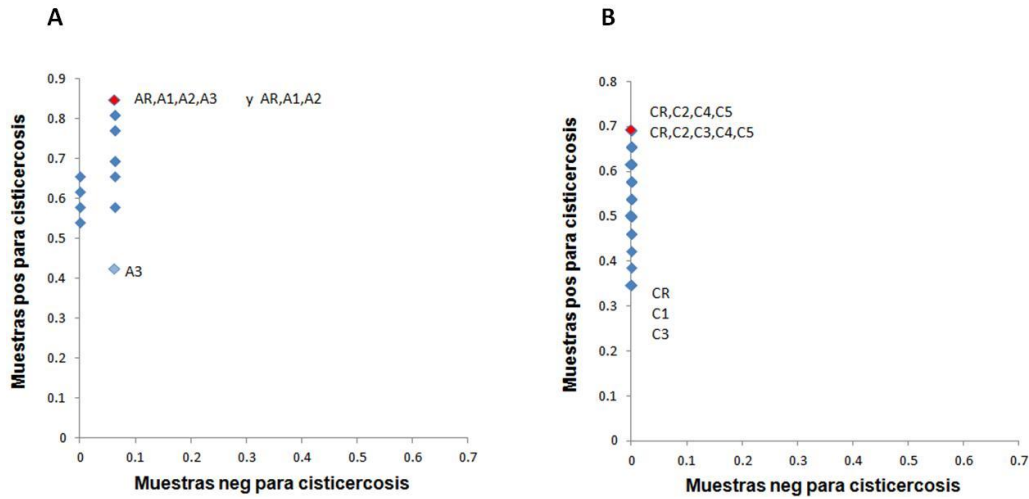 A
0.9
0.8
0.7
0.6
0.5
0.4
0.3
0.2
0.1
0
0 0.1 0.2 0.3 0.4 0.5 0.6 0.7
Muestras pos para cisticercosis
Muestras neg para cisticercosis
AR,A1,A2,A3 y AR,A1,A2
A3
B
0.8
0.7
0.6
0.5
0.4
0.3
0.2
0.1
0
0 0.1 0.2 0.3 0.4 0.5 0.6 0.7
Muestras pos para cisticercosis
Muestras neg para cisticercosis
CR,C2,C4,C5
CR,C2,C3,C4,C5
CR
C1
C3